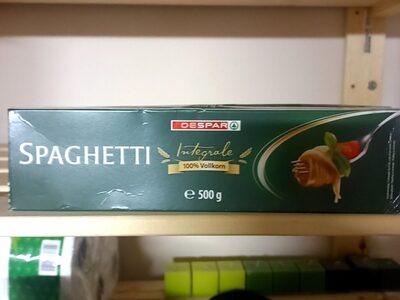 DESPAR
SPAGHETTI
Integrale
100% Vollkorn
℮ 500 g